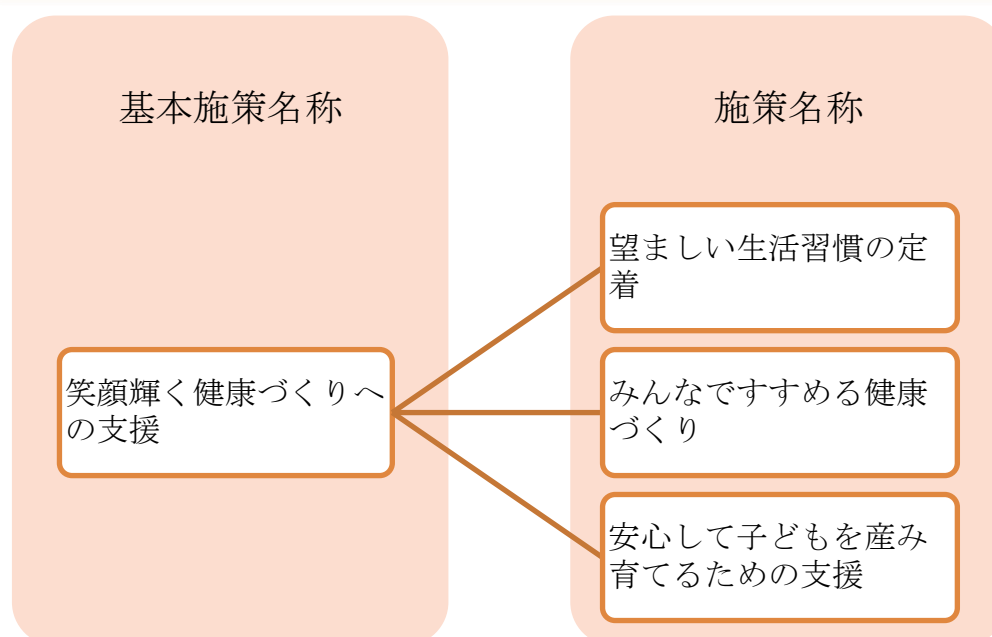 基本施策名称
施策名称
笑顔輝く健康づくりへ
の支援
望ましい生活習慣の定
着
みんなですすめる健康
づくり
安心して子どもを産み
育てるための支援